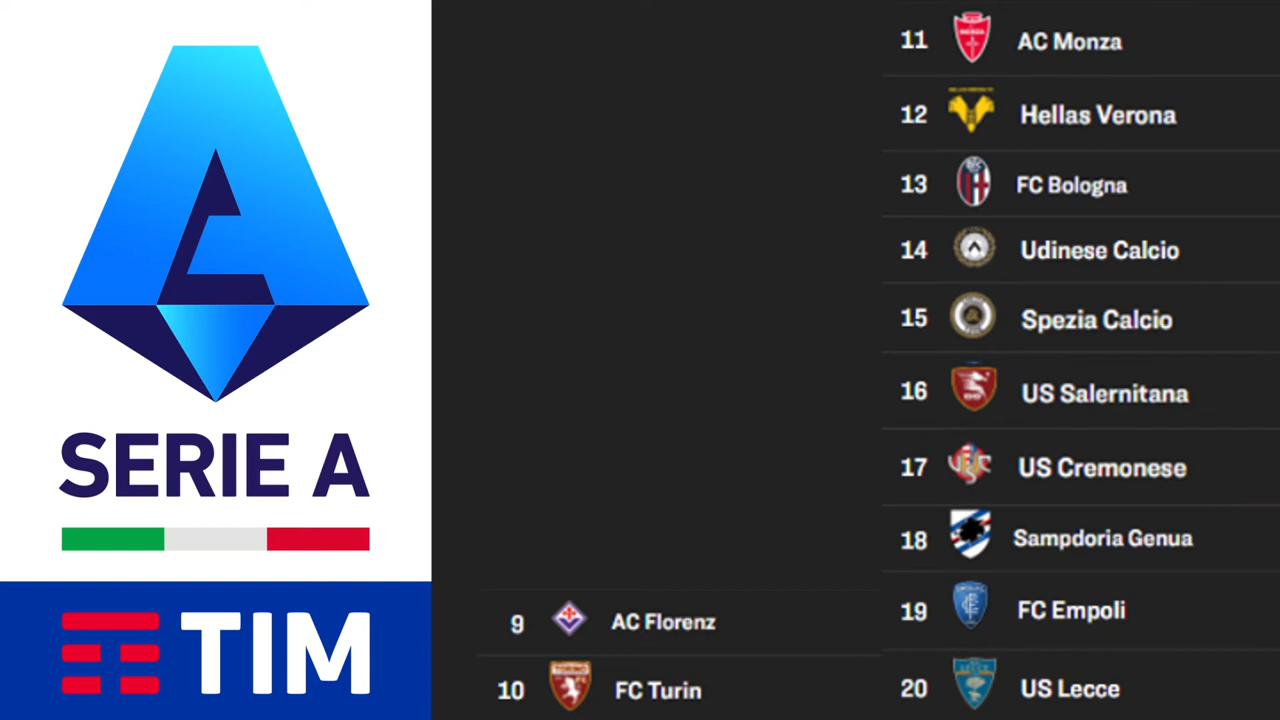 SERIE A
TIM
9 AC Florenz
10 FC Turin
11 AC Monza
12 Hellas Verona
13 FC Bologna
14 Udinese Calcio
15 Spezia Calcio
16 US Salernitana
17 US Cremonese
18 Sampdoria Genua
19 FC Empoli
20 US Lecce